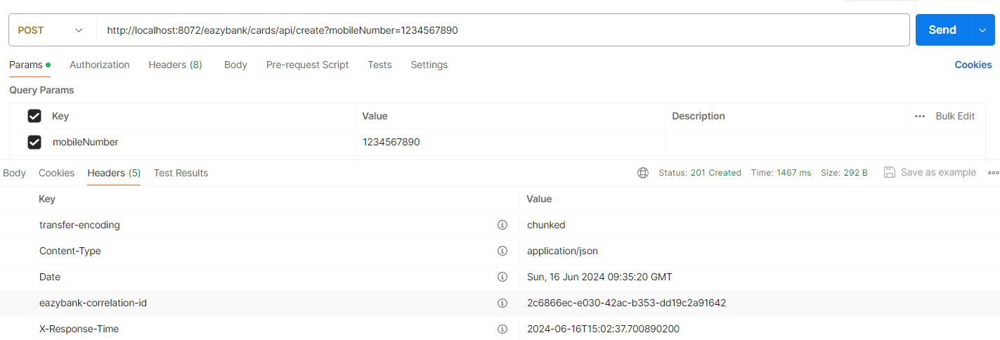 POST http://localhost:8072/eazybank/cards/api/create?mobileNumber=1234567890 Send
Params Authorization Headers (8) Body Pre-request Script Tests Settings Cookies
Query Params
Key Value Description Bulk Edit
mobileNumber 1234567890
Body Cookies Headers (5) Test Results Status: 201 Created Time: 1467 ms Size: 292 B Save as example
Key Value
transfer-encoding chunked
Content-Type application/json
Date Sun, 16 Jun 2024 09:35:20 GMT
eazybank-correlation-id 2c6866ec-e030-42ac-b353-dd19c2a91642
X-Response-Time 2024-06-16T15:02:37.700890200